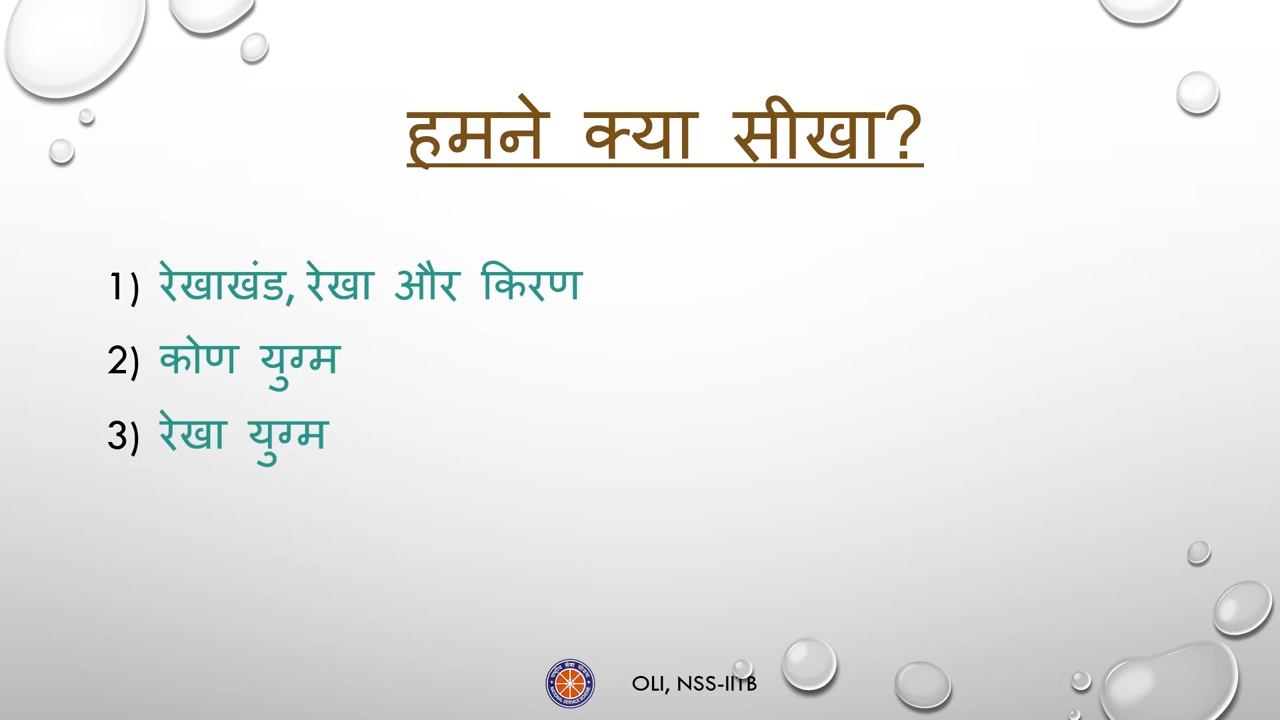 हमने क्या सीखा?
1) रेखाखंड, रेखा और किरण
2) कोण युग्म
3) रेखा युग्म
OLI, NSS-IITB